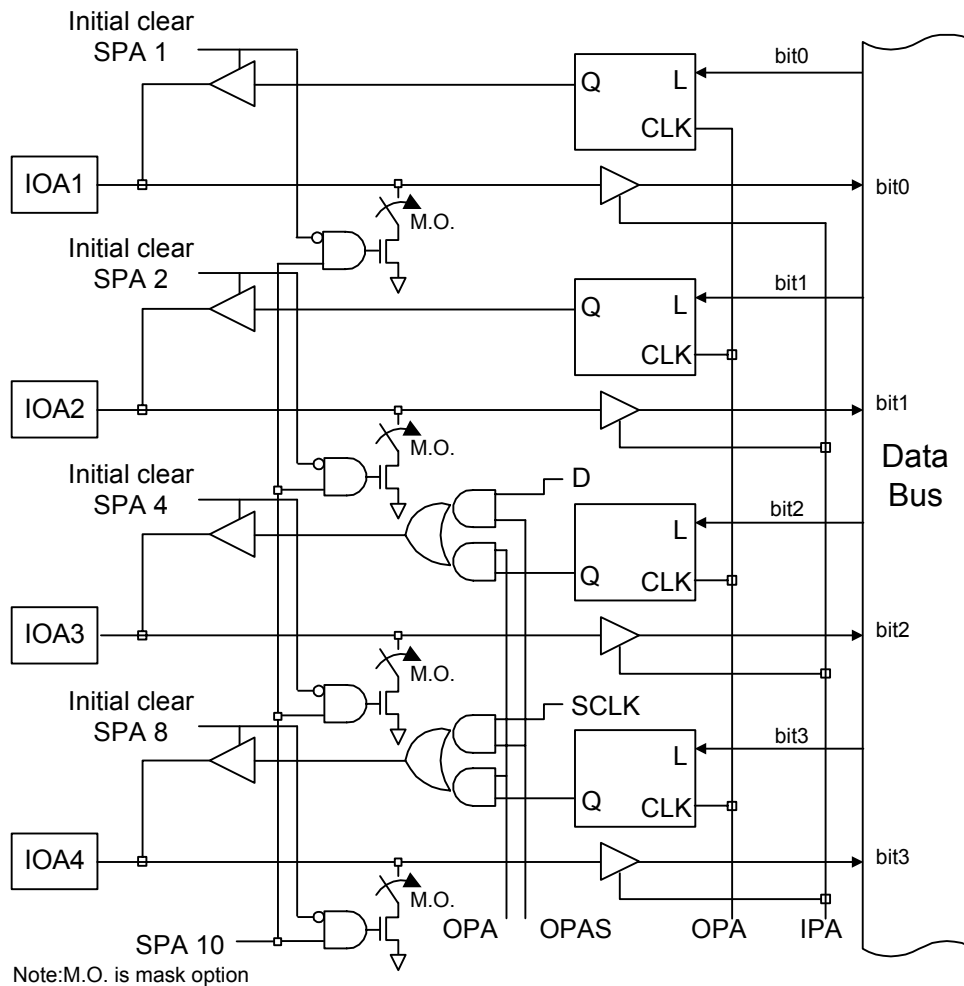 Initial clear
SPA 1
bit0
Q
L
CLK
IOA1
bit0
M.O.
Initial clear
SPA 2
bit1
Q
L
CLK
IOA2
bit1
M.O.
Data
Bus
Initial clear
SPA 4
D
bit2
L
Q
CLK
IOA3
bit2
M.O.
Initial clear
SPA 8
SCLK
bit3
L
Q
CLK
IOA4
bit3
M.O.
SPA 10
OPA
OPAS
OPA
IPA
Note:M.O. is mask option